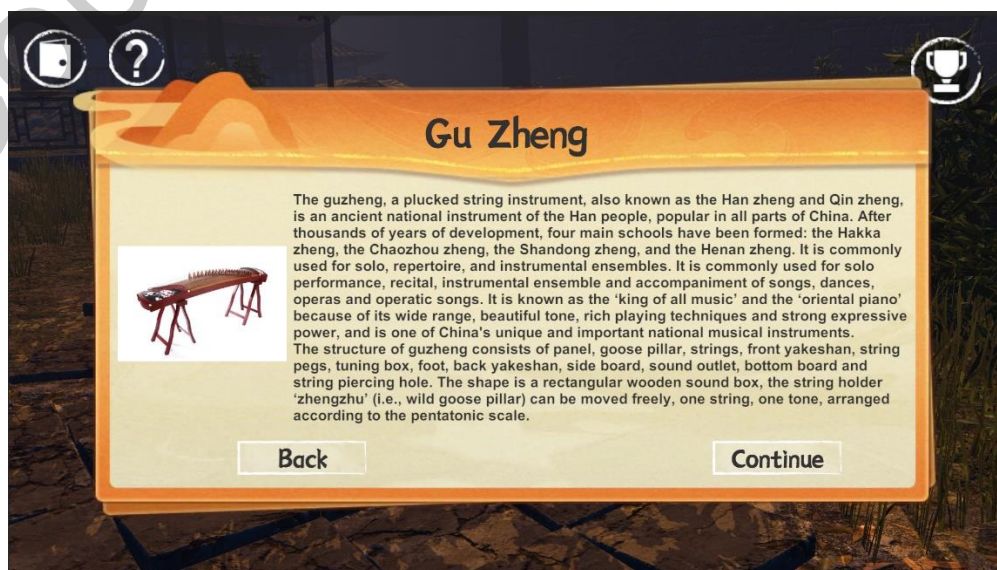 Gu Zheng
The guzheng, a plucked string instrument, also known as the Han zheng and Qin zheng,
is an ancient national instrument of the Han people, popular in all parts of China. After
thousands of years of development, four main schools have been formed: the Hakka
zheng, the Chaozhou zheng, the Shandong zheng, and the Henan zheng. It is commonly
used for solo, repertoire, and instrumental ensembles. It is commonly used for solo
performance, recital, instrumental ensemble and accompaniment of songs, dances,
operas and operatic songs. It is known as the ‘king of all music’ and the ‘oriental piano’
because of its wide range, beautiful tone, rich playing techniques and strong expressive
power, and is one of China's unique and important national musical instruments.
The structure of guzheng consists of panel, goose pillar, strings, front yakeshan, string
pegs, tuning box, foot, back yakeshan, side board, sound outlet, bottom board and
string piercing hole. The shape is a rectangular wooden sound box, the string holder
‘zhengzhu’ (i.e., wild goose pillar) can be moved freely, one string, one tone, arranged
according to the pentatonic scale.
Back
Continue